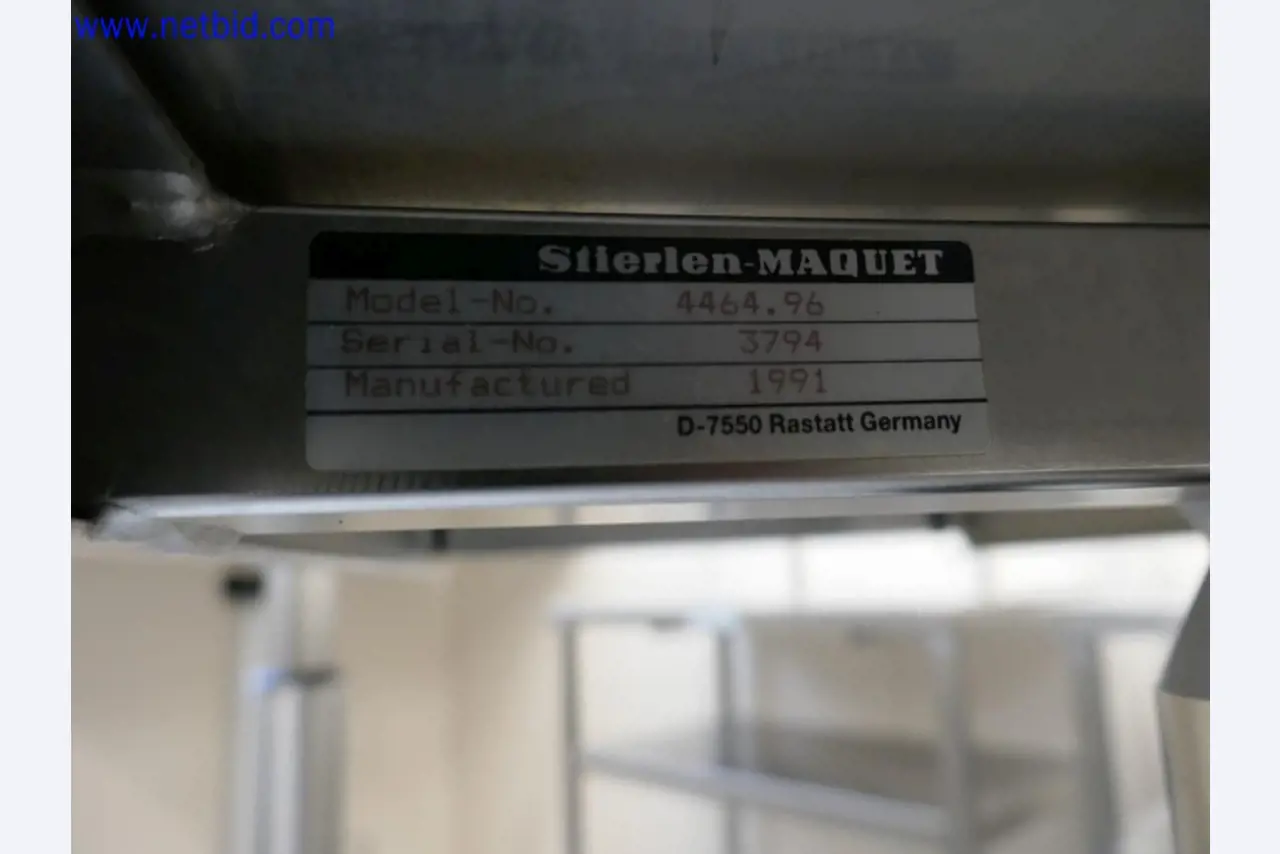 www.netbid.com
Stierlen-MAQUET
Model-No. 4464.96
Serial-No. 3794
Manufactured 1991
D-7550 Rastatt Germany